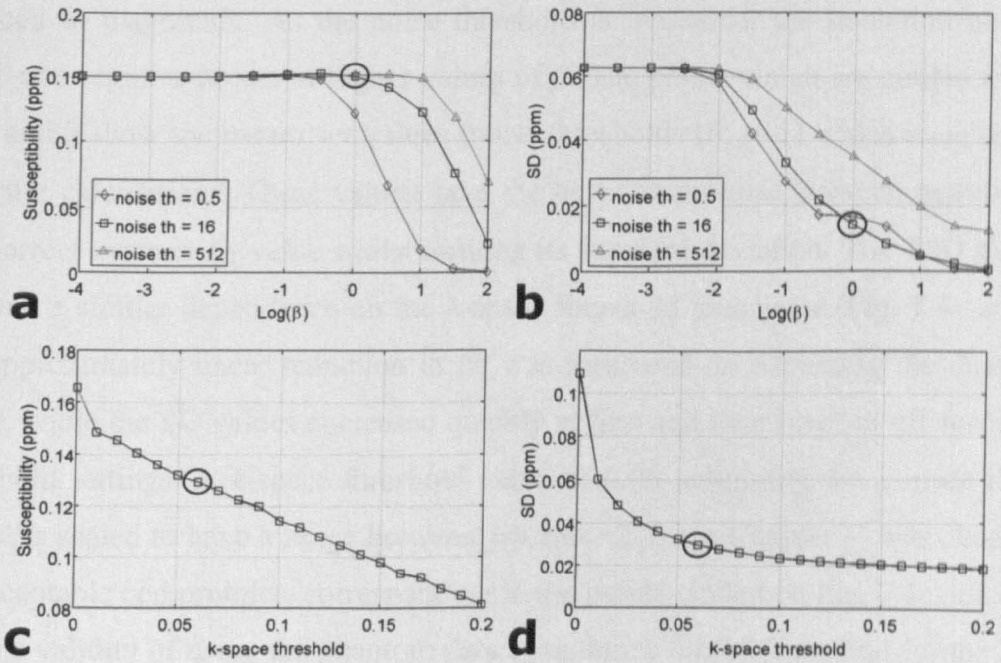 0.2
0.15
0.1
0.05
0
Susceptibility (ppm)
noise th = 0.5
noise th = 16
noise th = 512
-4 -3 -2 -1 0 1 2
Log(β)
a
0.08
0.06
0.04
0.02
0
SD (ppm)
noise th = 0.5
noise th = 16
noise th = 512
-4 -3 -2 -1 0 1 2
Log(β)
b
0.18
0.16
0.14
0.12
0.1
0.08
Susceptibility (ppm)
0 0.05 0.1 0.15 0.2
k-space threshold
c
0.1
0.08
0.06
0.04
0.02
0
SD (ppm)
0 0.05 0.1 0.15 0.2
k-space threshold
d